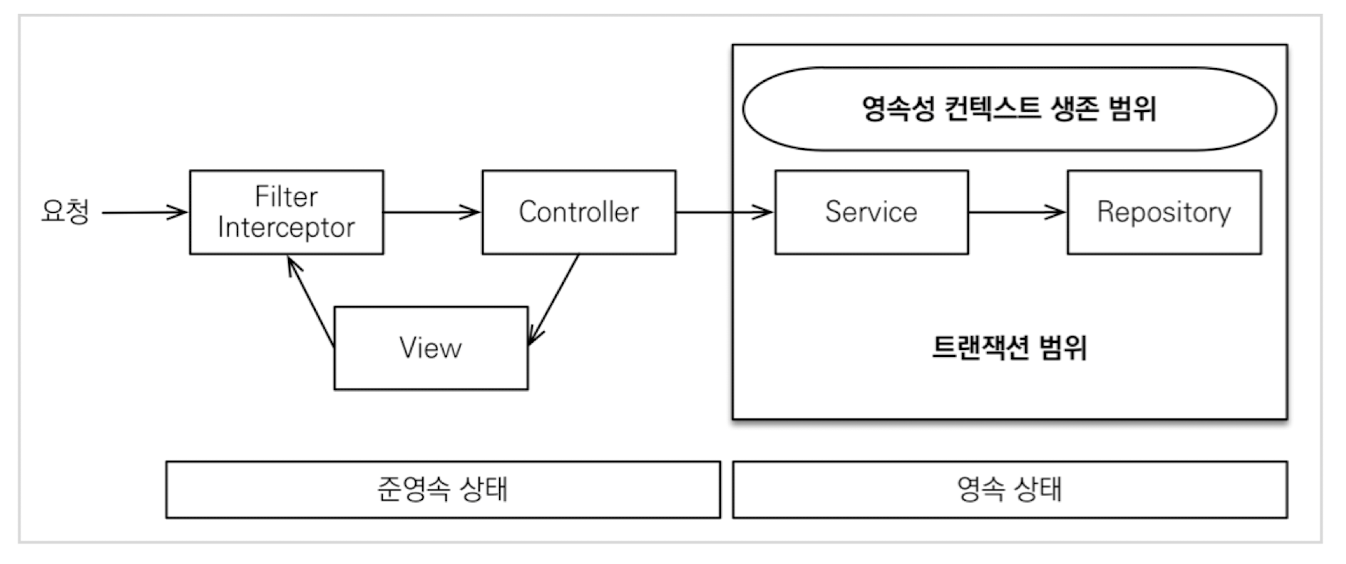 영속성 컨텍스트 생존 범위
요청
Filter
Interceptor
Controller
Service
Repository
View
트랜잭션 범위
준영속 상태
영속 상태